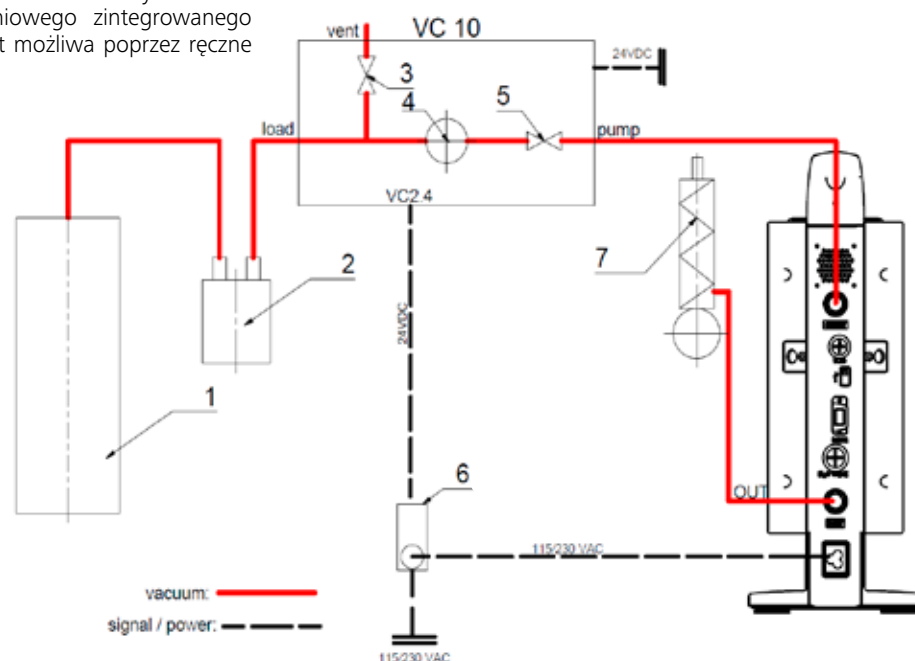 niowego zintegrowanego
t możliwa poprzez ręczne
vent
VC 10
24VDC
3
4
5
load
pump
VC2.4
2
7
24VDC
1
6
OUT
115/230 VAC
vacuum:
signal / power:
115/230 VAC